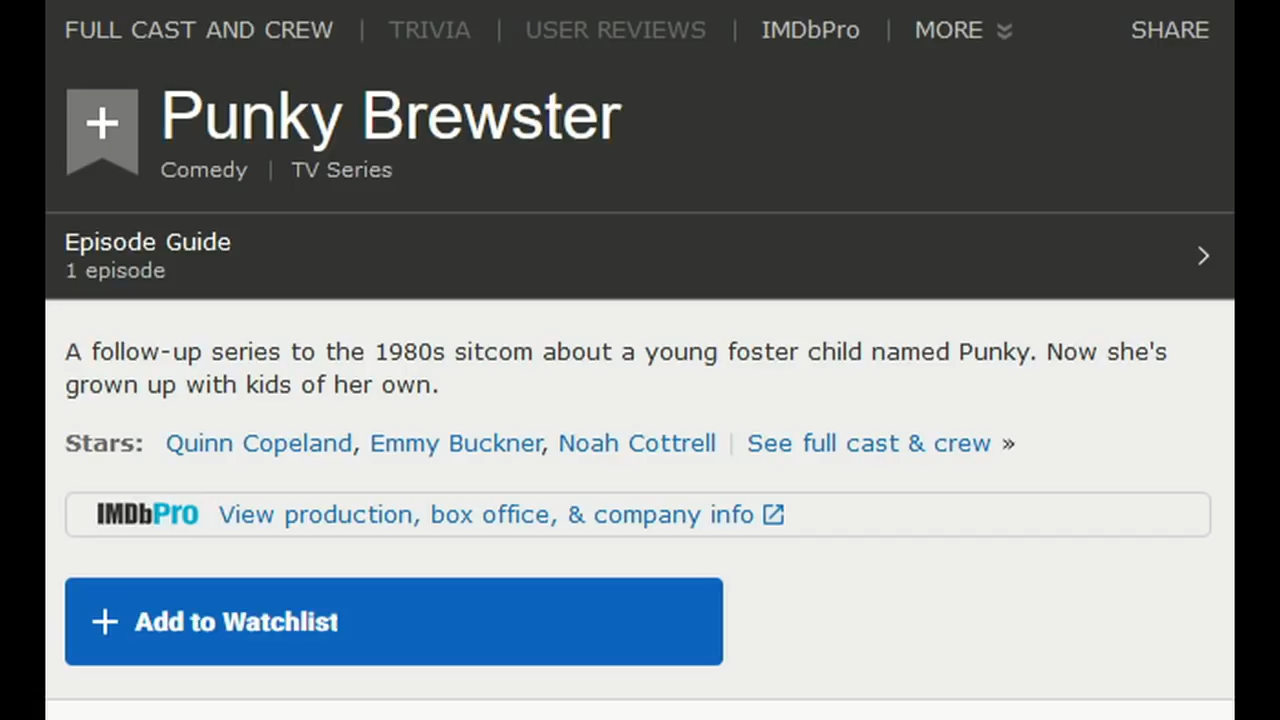 FULL CAST AND CREW | TRIVIA | USER REVIEWS | IMDbPro | MORE SHARE
+ Punky Brewster
Comedy | TV Series
Episode Guide
1 episode
A follow-up series to the 1980s sitcom about a young foster child named Punky. Now she's
grown up with kids of her own.
Stars: Quinn Copeland, Emmy Buckner, Noah Cottrell | See full cast & crew »
IMDbPro View production, box office, & company info
+ Add to Watchlist